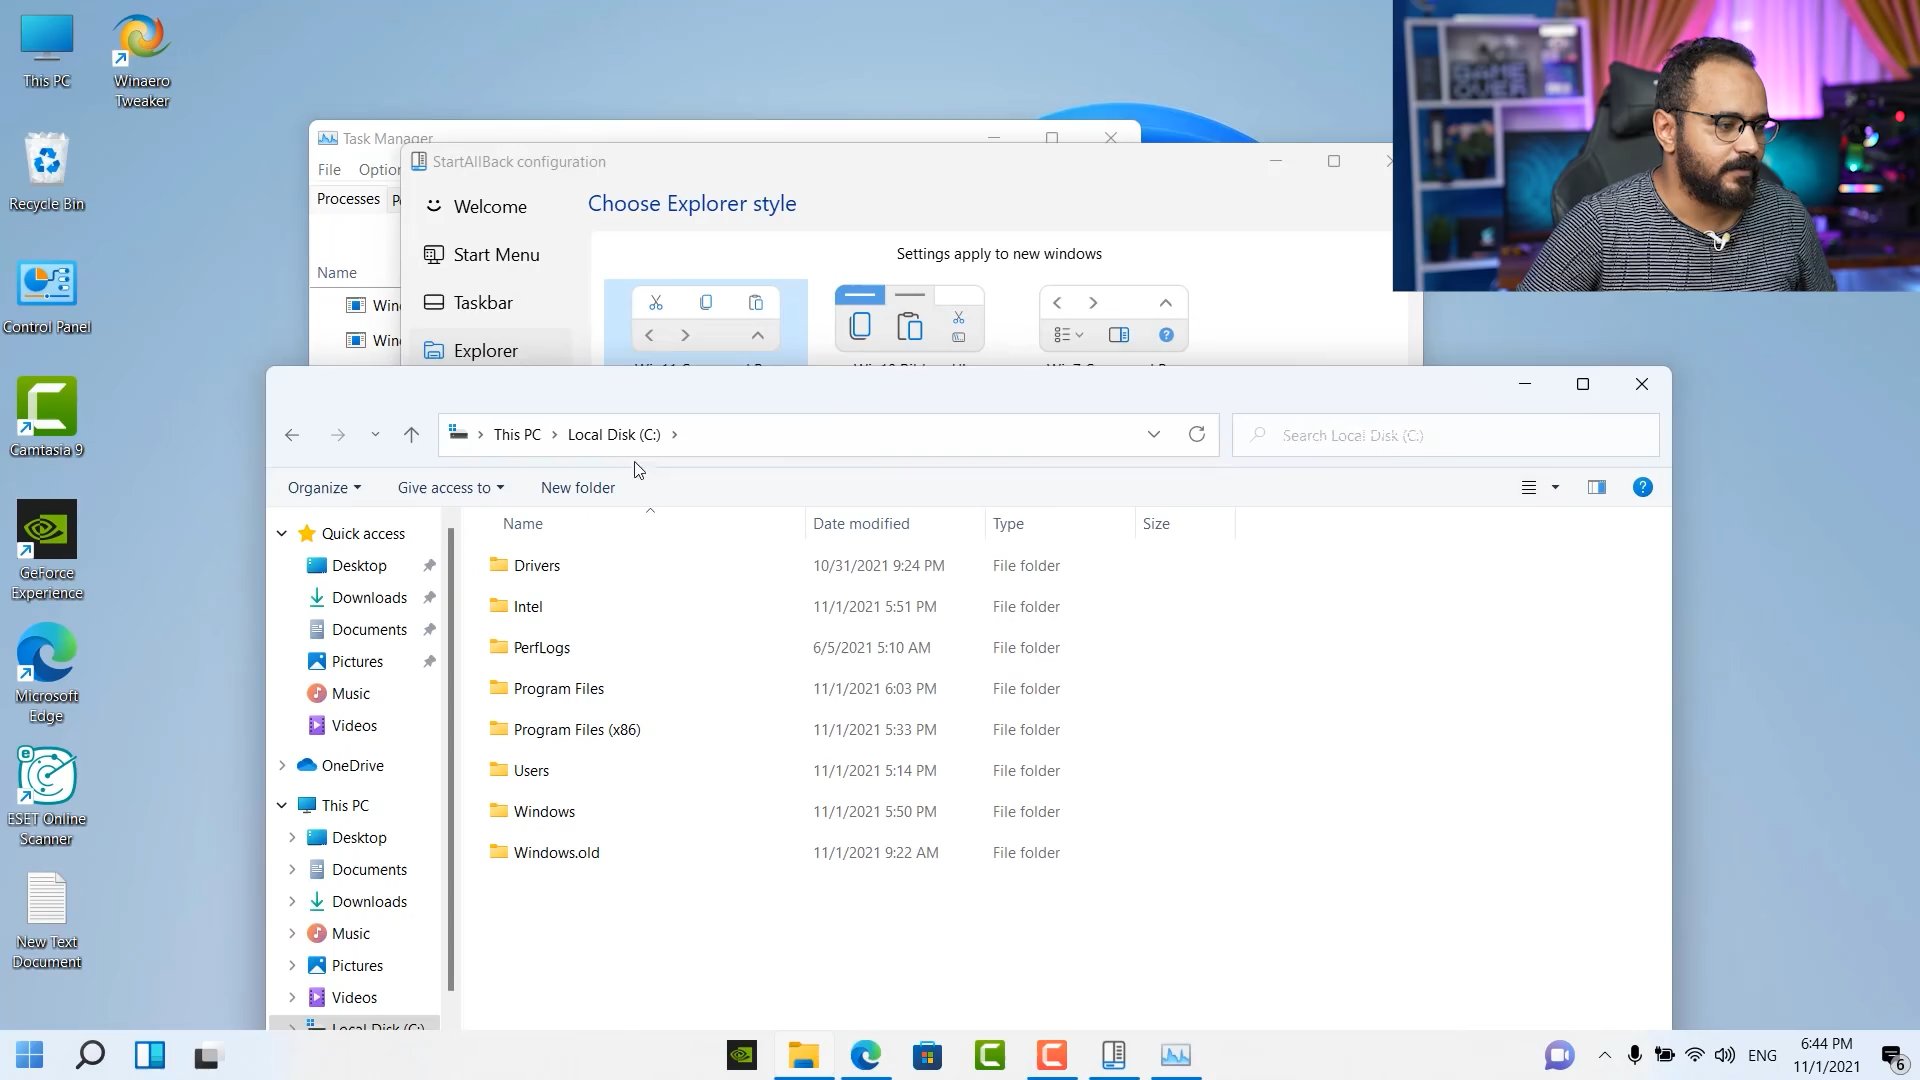 This PC
Winaero
Tweaker
Recycle Bin
Control Panel
Camtasia 9
GeForce
Experience
Microsoft
Edge
ESET Online
Scanner
New Text
Document
Task Manager
File
Processes
Name
StartAllBack configuration
Welcome
Start Menu
Taskbar
Explorer
Choose Explorer style
Settings apply to new windows
GAME
OVER
This PC
Local Disk (C:)
Search Local Disk (C:)
Organize
Give access to
New folder
Quick access
Desktop
Downloads
Documents
Pictures
Music
Videos
OneDrive
This PC
Desktop
Documents
Downloads
Music
Pictures
Videos
Local Disk (C:)
Name Date modified Type Size
Drivers 10/31/2021 9:24 PM File folder
Intel 11/1/2021 5:51 PM File folder
PerfLogs 6/5/2021 5:10 AM File folder
Program Files 11/1/2021 6:03 PM File folder
Program Files (x86) 11/1/2021 5:33 PM File folder
Users 11/1/2021 5:14 PM File folder
Windows 11/1/2021 5:50 PM File folder
Windows.old 11/1/2021 9:22 AM File folder
ENG
6:44 PM
11/1/2021
6